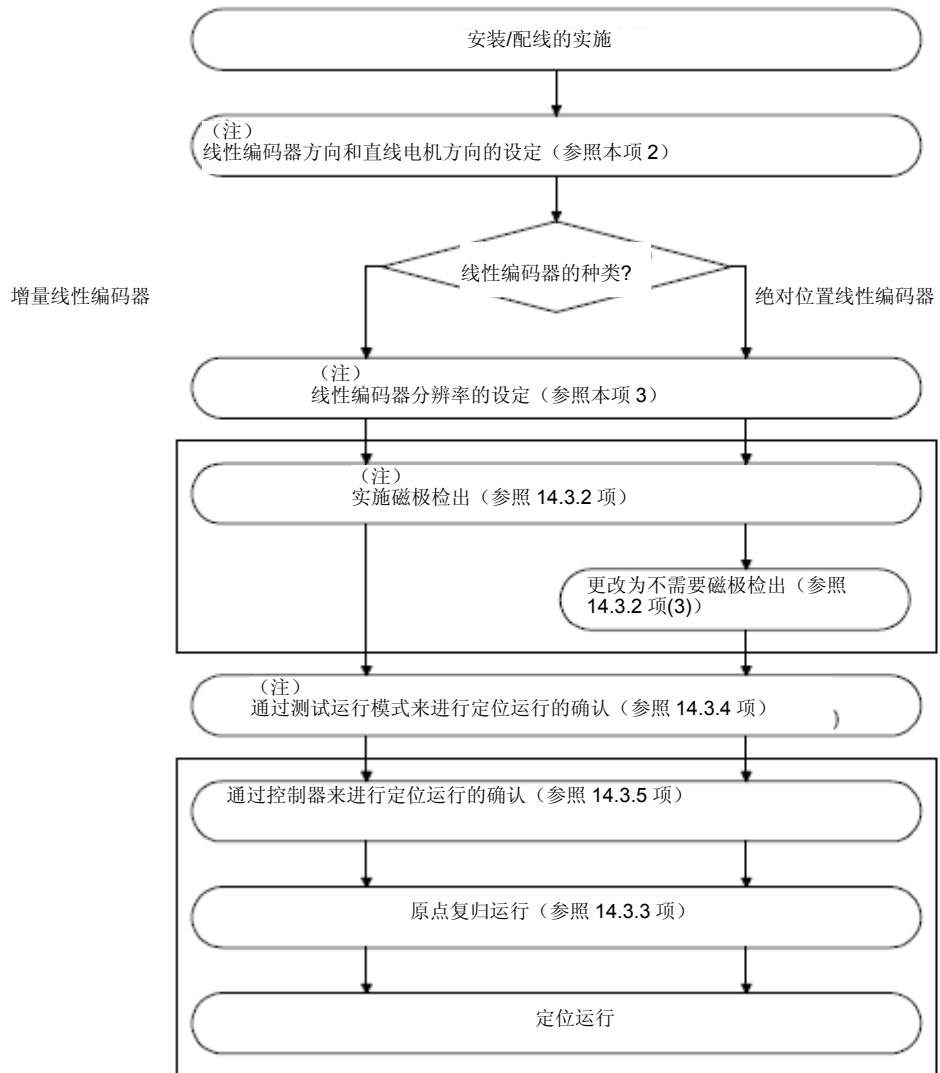 安装/配线的实施
（注）
线性编码器方向和直线电机方向的设定（参照本项 2）
线性编码器的种类?
增量线性编码器
绝对位置线性编码器
（注）
线性编码器分辨率的设定（参照本项 3）
（注）
实施磁极检出（参照 14.3.2 项）
更改为不需要磁极检出（参照
14.3.2 项(3)）
（注）
通过测试运行模式来进行定位运行的确认（参照 14.3.4 项）
)
通过控制器来进行定位运行的确认（参照 14.3.5 项）
原点复归运行（参照 14.3.3 项）
定位运行